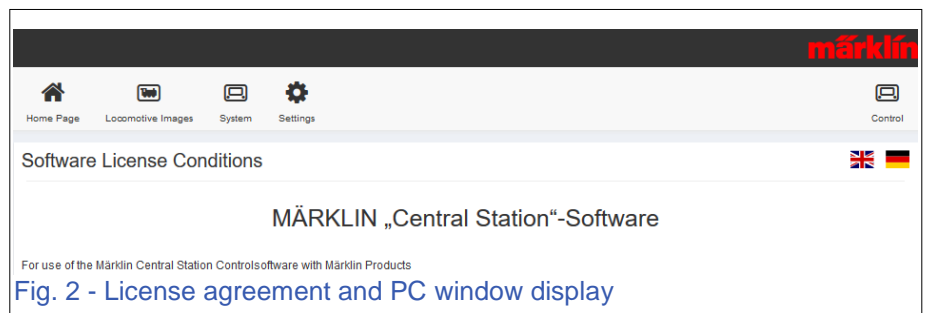 märklín
Home Page Locomotive Images System Settings Control
Software License Conditions
MÄRKLIN „Central Station“-Software
For use of the Märklin Central Station Controlsoftware with Märklin Products
Fig. 2 - License agreement and PC window display